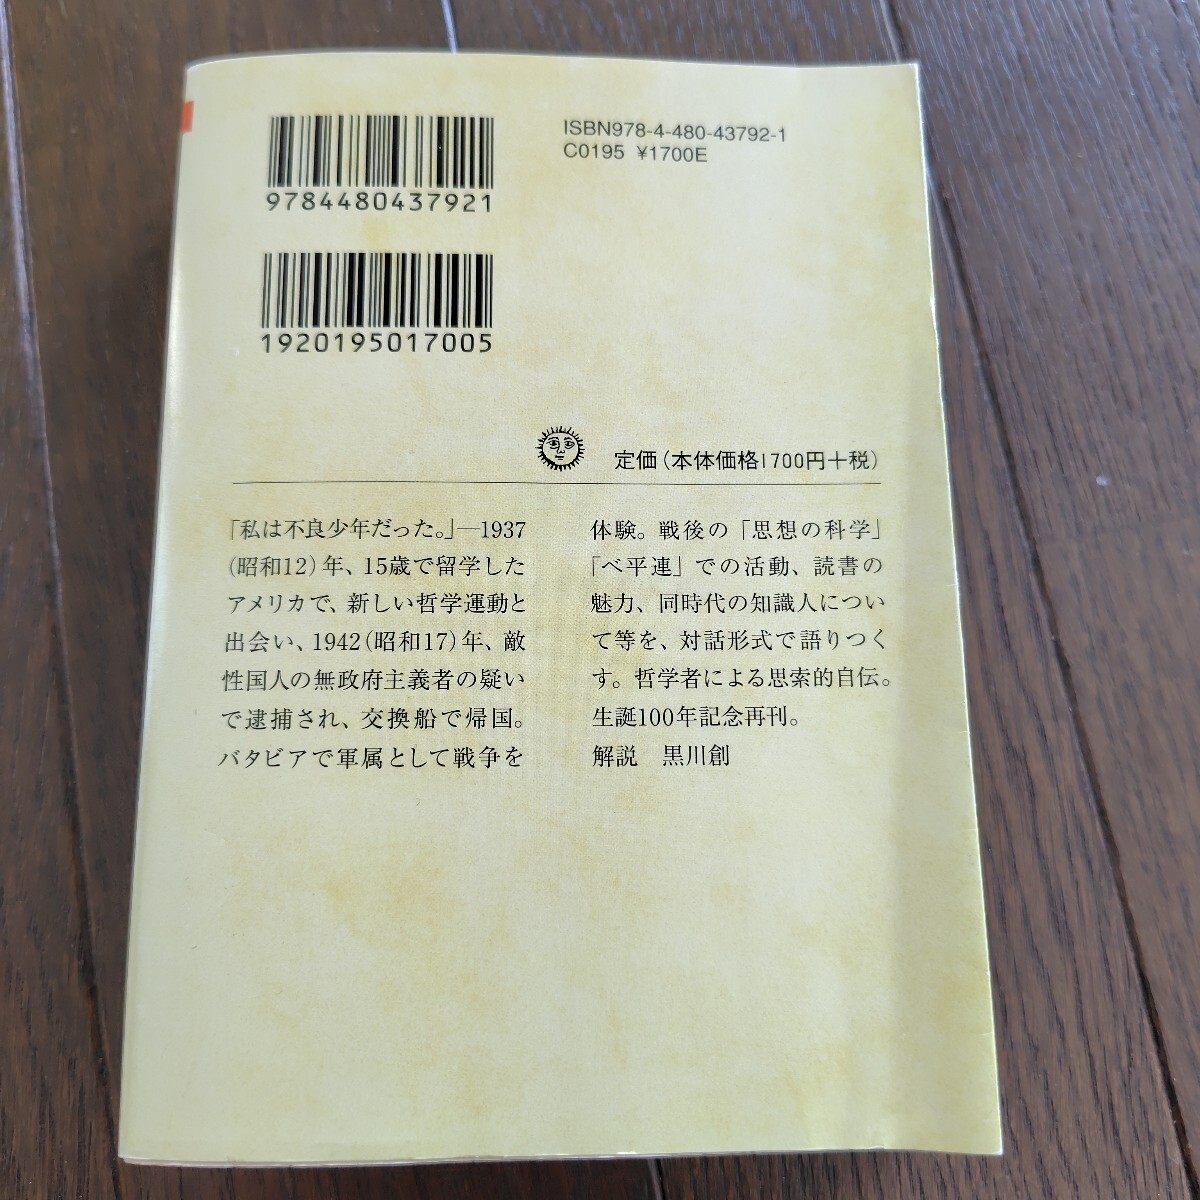 9784480437921
ISBN978-4-480-43792-1
C0195 ¥1700E
1920195017005
定価(本体価格1700円十税)
「私は不良少年だった。」—1937
(昭和12)年、15歳で留学した
アメリカで、新しい哲学運動と
出会い、1942(昭和17)年、敵
性国人の無政府主義者の疑い
で逮捕され、交換船で帰国。
バタビアで軍属として戦争を
体験。戦後の「思想の科学」
「ベ平連」での活動、読書の
魅力、同時代の知識人につい
て等を、対話形式で語りつく
す。哲学者による思索的自伝。
生誕100年記念再刊。
解説 黒川創